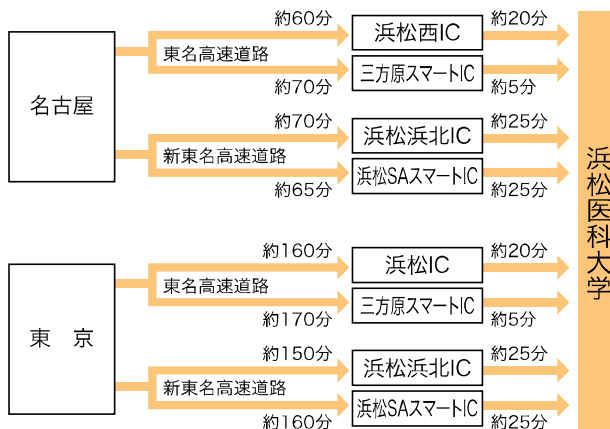 名古屋
東名高速道路
約60分
浜松西IC
約20分
約70分
三方原スマートIC
約5分
新東名高速道路
約70分
浜松浜北IC
約25分
約65分
浜松SAスマートIC
約25分
東　京
東名高速道路
約160分
浜松IC
約20分
約170分
三方原スマートIC
約5分
新東名高速道路
約150分
浜松浜北IC
約25分
約160分
浜松SAスマートIC
約25分
浜松医科大学